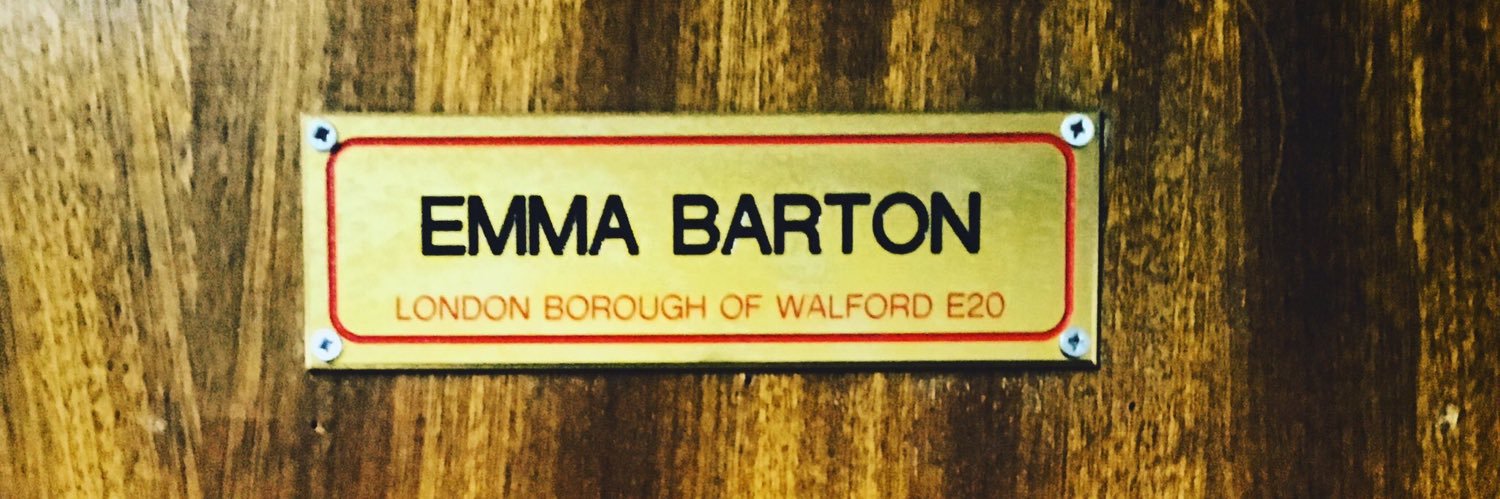 EMMA BARTON
LONDON BOROUGH OF WALFORD E20